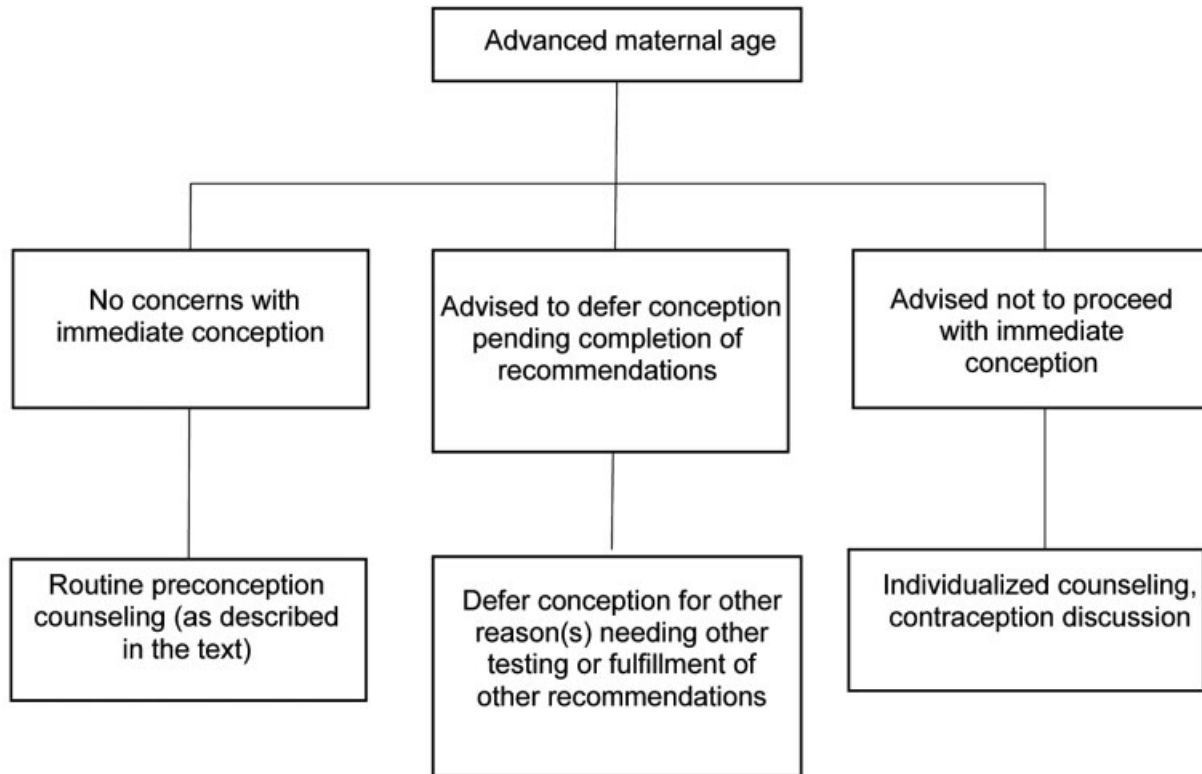 Advanced maternal age
No concerns with
immediate conception
Advised to defer conception
pending completion of
recommendations
Advised not to proceed
with immediate
conception
Routine preconception
counseling (as described
in the text)
Defer conception for other
reason(s) needing other
testing or fulfillment of
other recommendations
Individualized counseling,
contraception discussion